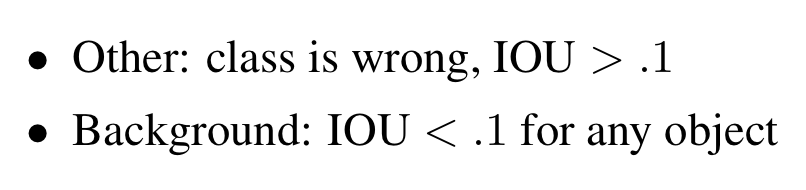 • Other: class is wrong, IOU > .1
• Background: IOU < .1 for any object